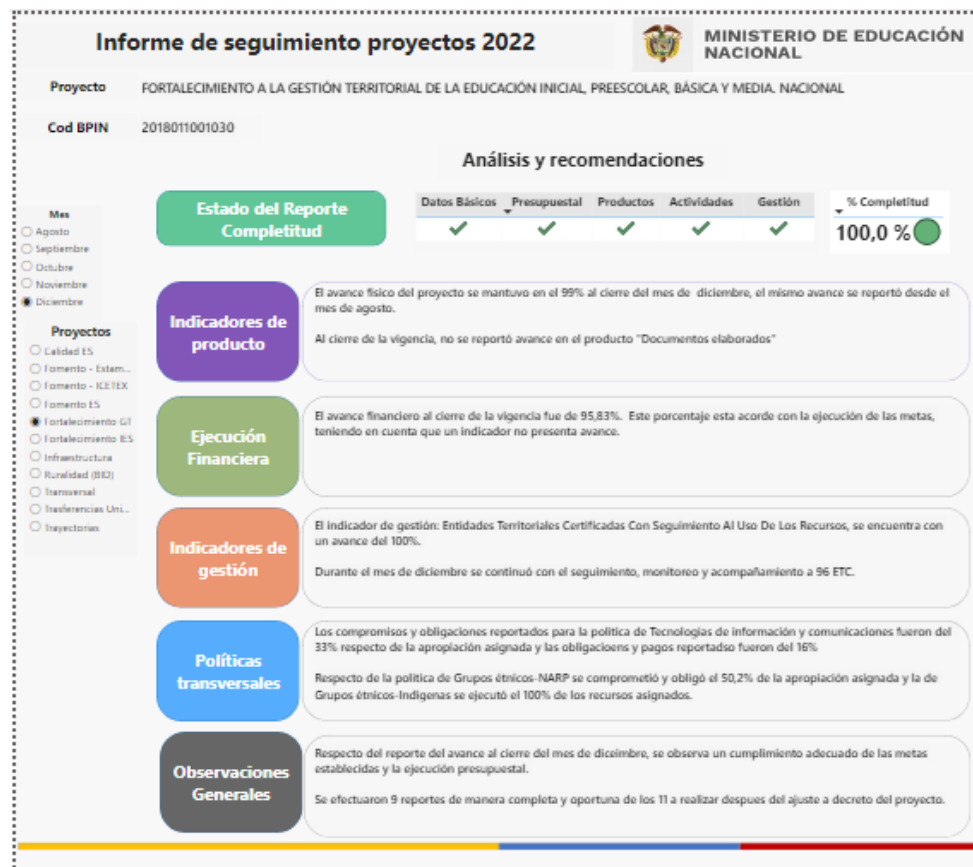 Informe de seguimiento proyectos 2022
MINISTERIO DE EDUCACIÓN
NACIONAL
Proyecto
FORTALECIMIENTO A LA GESTIÓN TERRITORIAL DE LA EDUCACIÓN INICIAL, PREESCOLAR, BÁSICA Y MEDIA. NACIONAL
Cod BPIN
2018011001030
Análisis y recomendaciones
Estado del Reporte
Completitud
Datos Básicos Presupuestal Productos Actividades Gestión
% Completitud
100,0 %
Mes
Agosto
Septiembre
Octubre
Noviembre
Diciembre
Proyectos
Calidad ES
Fomento - Estam...
Fomento - ICETEX
Fomento ES
Fortalecimiento GT
Fortalecimiento IES
Infraestructura
Ruralidad (BID)
Transversal
Trasferencias Uni...
Trayectorias
Indicadores de
producto
El avance físico del proyecto se mantuvo en el 99% al cierre del mes de diciembre, el mismo avance se reportó desde el
mes de agosto.
Al cierre de la vigencia, no se reportó avance en el producto "Documentos elaborados"
Ejecución
Financiera
El avance financiero al cierre de la vigencia fue de 95,83%. Este porcentaje esta acorde con la ejecución de las metas,
teniendo en cuenta que un indicador no presenta avance.
Indicadores de
gestión
El indicador de gestión: Entidades Territoriales Certificadas Con Seguimiento Al Uso De Los Recursos, se encuentra con
un avance del 100%.
Durante el mes de diciembre se continuó con el seguimiento, monitoreo y acompañamiento a 96 ETC.
Políticas
transversales
Los compromisos y obligaciones reportados para la política de Tecnologías de información y comunicaciones fueron del
33% respecto de la apropiación asignada y las obligacioens y pagos reportadso fueron del 16%
Respecto de la política de Grupos étnicos-NARP se comprometió y obligó el 50,2% de la apropiación asignada y la de
Grupos étnicos-Indígenas se ejecutó el 100% de los recursos asignados.
Observaciones
Generales
Respecto del reporte del avance al cierre del mes de diceimbre, se observa un cumplimiento adecuado de las metas
establecidas y la ejecución presupuestal.
Se efectuaron 9 reportes de manera completa y oportuna de los 11 a realizar despues del ajuste a decreto del proyecto.